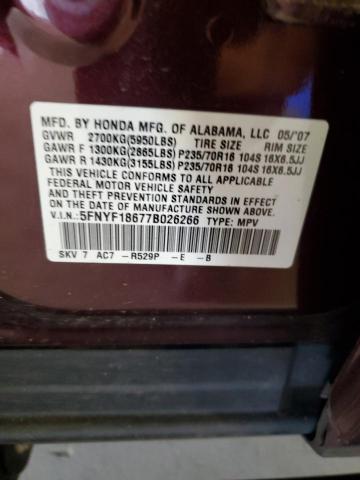 MFD. BY HONDA MFG. OF ALABAMA, LLC 05/'07
GVWR 2700KG(5950LBS) TIRE SIZE RIM SIZE
GAWR F 1300KG(2865LBS) P235/70R16 104S 16X6.5JJ
GAWR R 1430KG(3155LBS) P235/70R16 104S 16X6.5JJ
THIS VEHICLE CONFORMS TO ALL APPLICABLE
FEDERAL MOTOR VEHICLE SAFETY AND
THEFT PREVENTION STANDARDS IN EFFECT ON THE
DATE OF MANUFACTURE SHOWN ABOVE.
V.I.N.: 5FNYF18677B026266 TYPE: MPV
SKV 7 AC7 -R529P -E -B